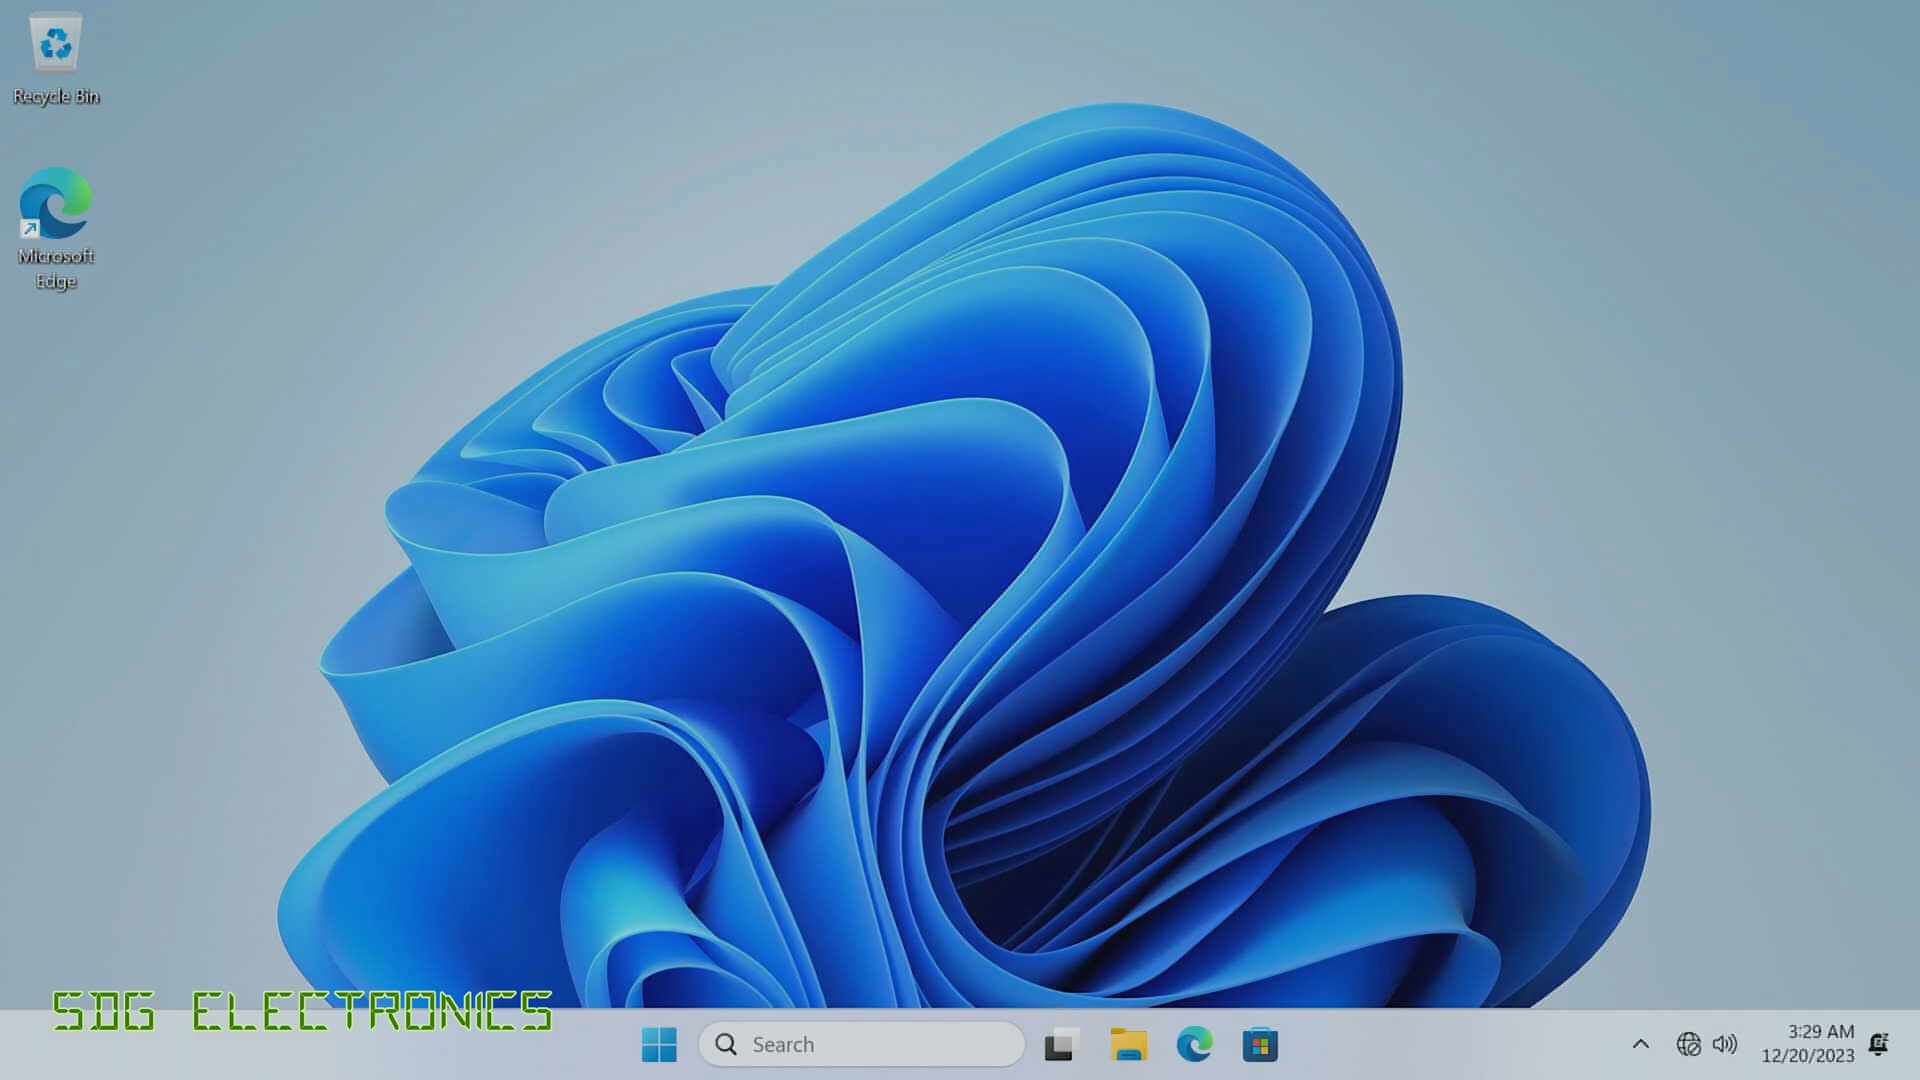 Recycle Bin
Microsoft
Edge
SDG ELECTRONICS
Search
3:29 AM
12/20/2023